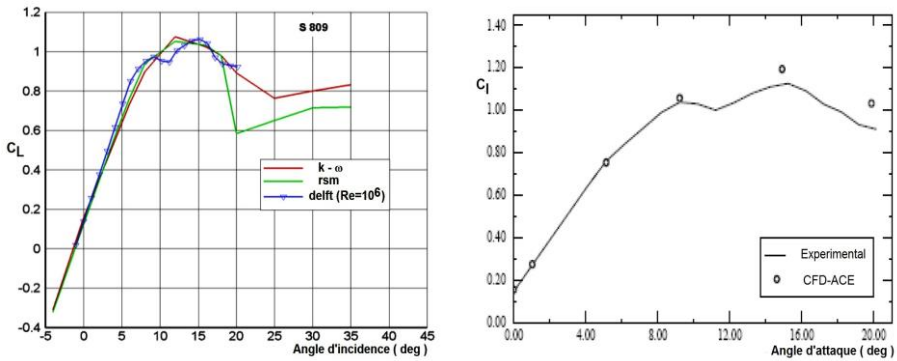 S 809
1.2
1
0.8
0.6
0.4
0.2
0
-0.2
-0.4
C_L
k - ω
rsm
delft (Re=10⁶)
-5 0 5 10 15 20 25 30 35 40 45
Angle d'incidence ( deg )
1.40
1.20
1.00
0.80
0.60
0.40
0.20
0.00
C_l
Experimental
CFD-ACE
0.00 4.00 8.00 12.00 16.00 20.00
Angle d'attaque ( deg )